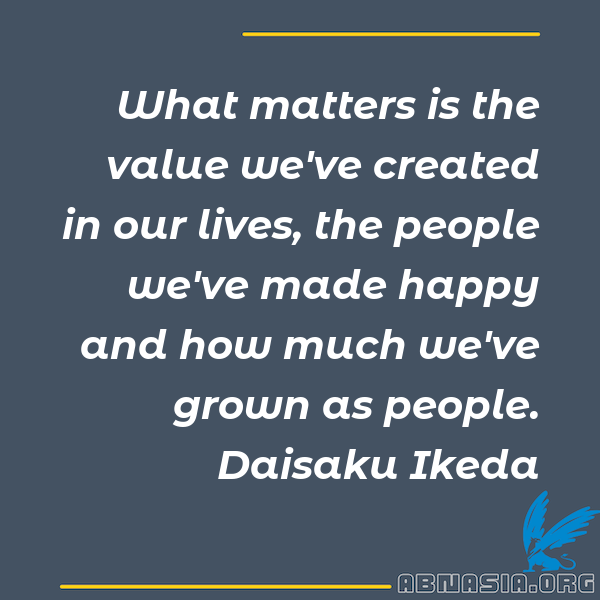 What matters is the
value we've created
in our lives, the people
we've made happy
and how much we've
grown as people.
Daisaku Ikeda
ABNASIA.ORG